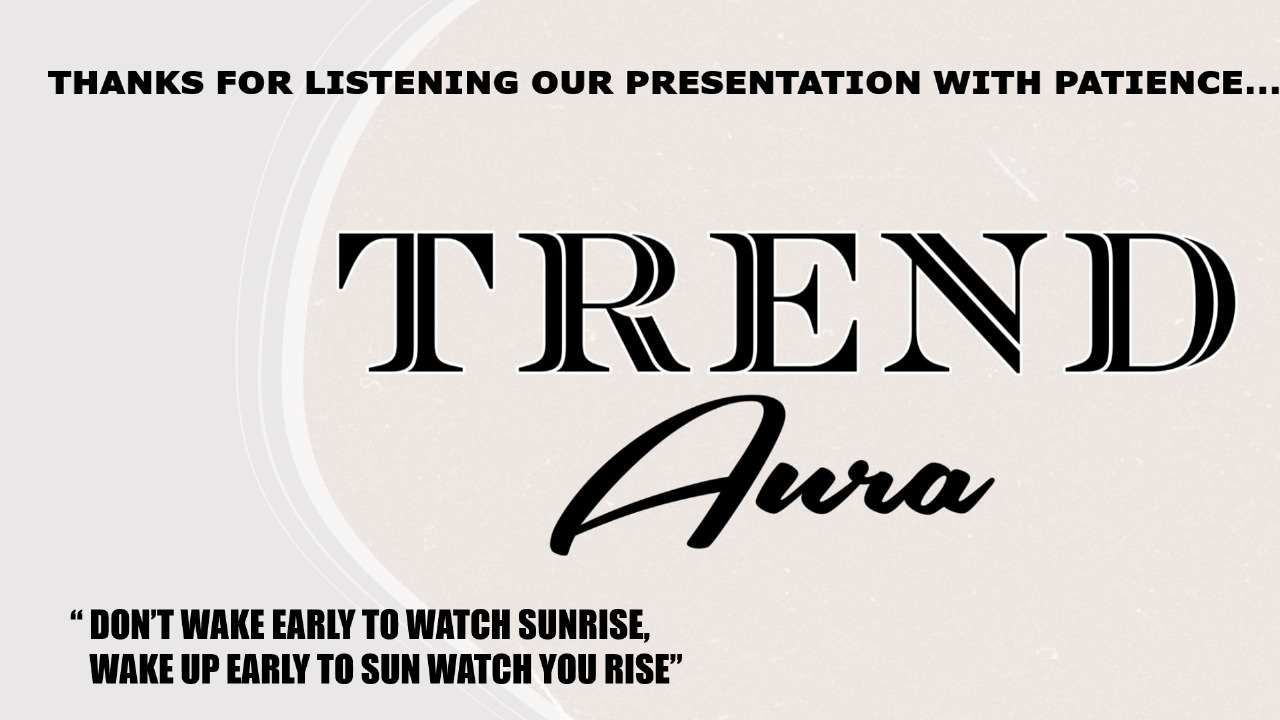 THANKS FOR LISTENING OUR PRESENTATION WITH PATIENCE...
TREND
Aura
“ DON’T WAKE EARLY TO WATCH SUNRISE,
WAKE UP EARLY TO SUN WATCH YOU RISE”